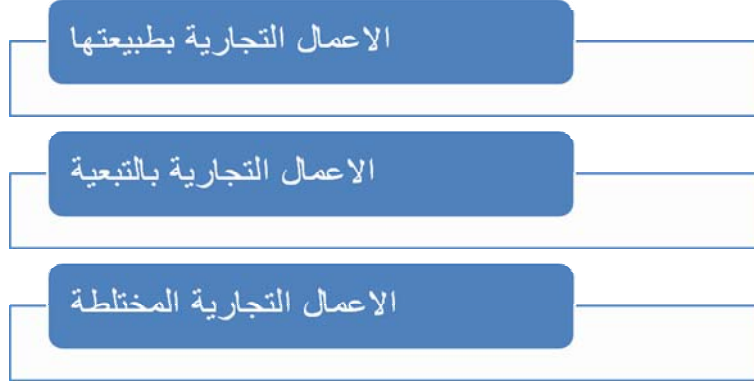 الاعمال التجارية بطبيعتها
الاعمال التجارية بالتبعية
الاعمال التجارية المختلطة